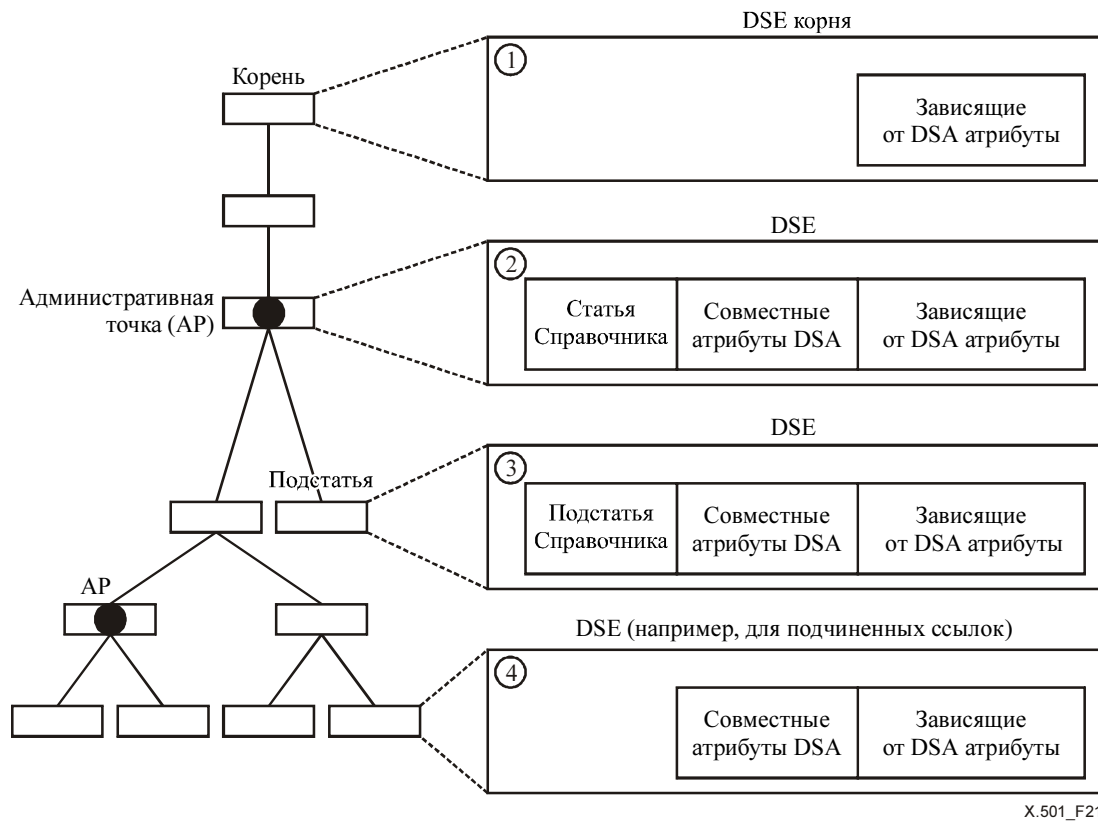 DSE корня
1
Корень
Зависящие
от DSA атрибуты
DSE
2
Административная
точка (АР)
Статья
Справочника
Совместные
атрибуты DSA
Зависящие
от DSA атрибуты
DSE
3
Подстатья
Подстатья
Справочника
Совместные
атрибуты DSA
Зависящие
от DSA атрибуты
АР
DSE (например, для подчиненных ссылок)
4
Совместные
атрибуты DSA
Зависящие
от DSA атрибуты
X.501_F21